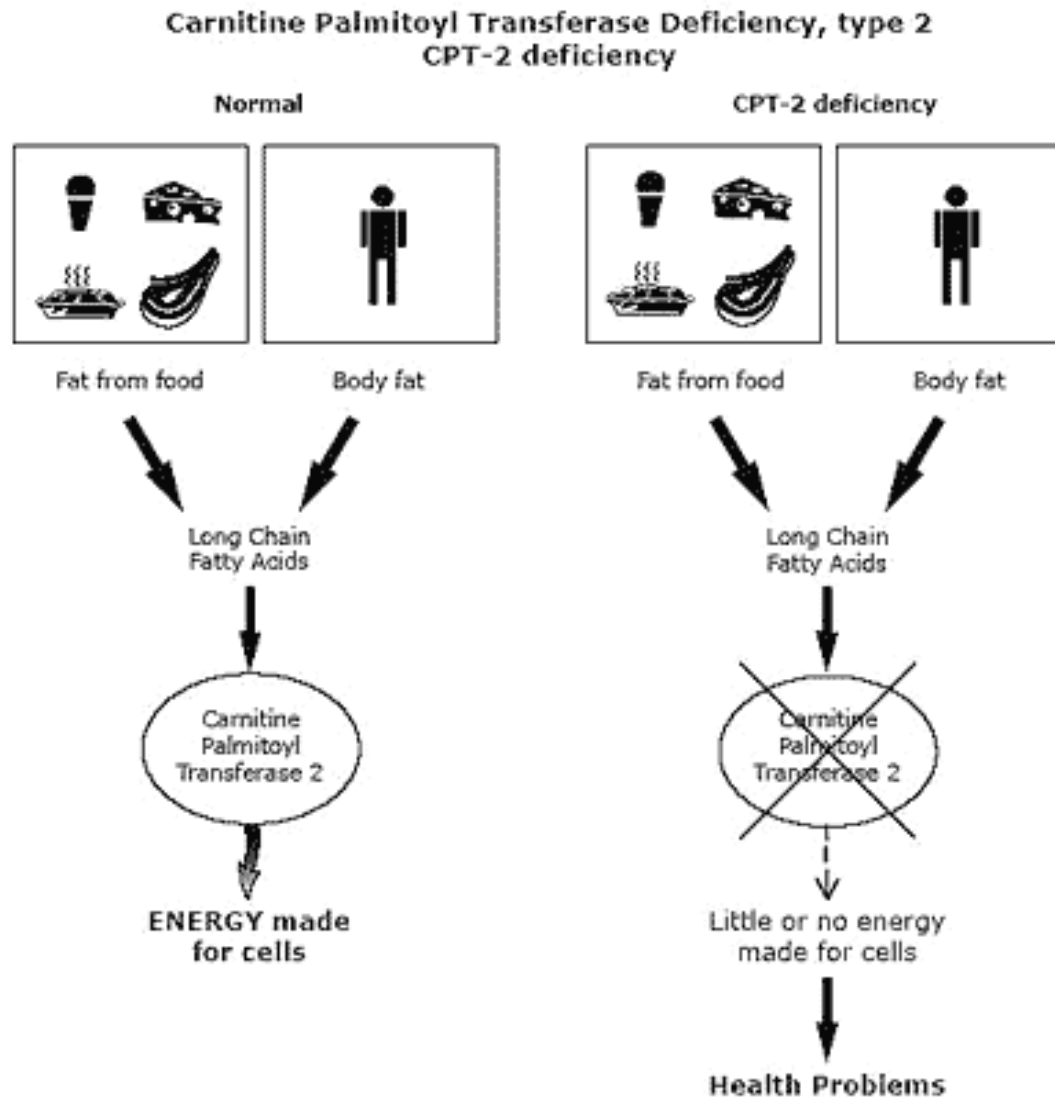 Carnitine Palmitoyl Transferase Deficiency, type 2
CPT-2 deficiency
Normal
Fat from food
Body fat
Long Chain
Fatty Acids
Carnitine
Palmitoyl
Transferase 2
ENERGY made
for cells
CPT-2 deficiency
Fat from food
Body fat
Long Chain
Fatty Acids
Carnitine
Palmitoyl
Transferase 2
Little or no energy
made for cells
Health Problems